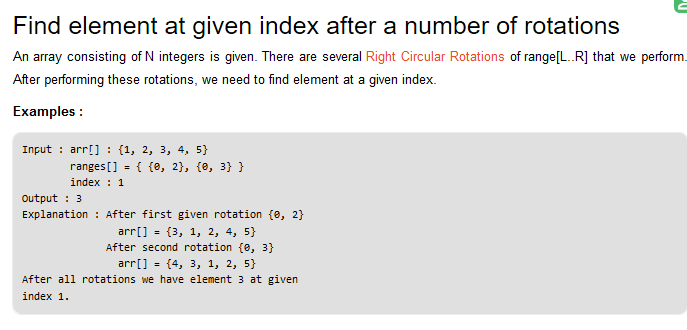 Find element at given index after a number of rotations
An array consisting of N integers is given. There are several Right Circular Rotations of range[L..R] that we perform.
After performing these rotations, we need to find element at a given index.
Examples :
Input : arr[] : {1, 2, 3, 4, 5}
ranges[] = { {0, 2}, {0, 3} }
index : 1
Output : 3
Explanation : After first given rotation {0, 2}
arr[] = {3, 1, 2, 4, 5}
After second rotation {0, 3}
arr[] = {4, 3, 1, 2, 5}
After all rotations we have element 3 at given
index 1.